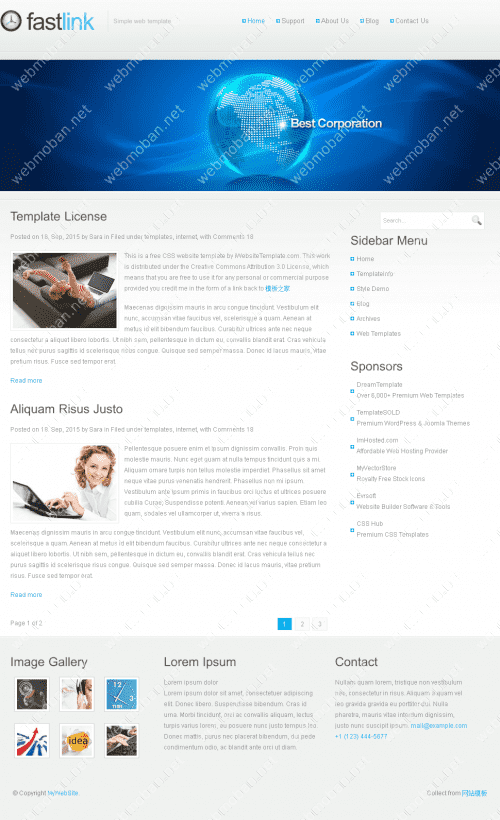 fastlink
Simple web template
Home Support About Us Blog Contact Us
webmoban.net
Best Corporation
Template License
Posted on 18, Sep, 2015 by Sara in Filed under templates, internet, with Comments 18
This is a free CSS website template by WebsiteTemplate.com. This work
is distributed under the Creative Commons Attribution 3.0 License, which
means that you are free to use it for any personal or commercial purpose
provided you credit me in the form of a link back to 模板之家
Maecenas dignissim mauris in arcu congue tincidunt. Vestibulum elit
nunc, accumsan vitae faucibus vel, scelerisque a quam. Aenean at
metus id elit bibendum faucibus. Curabitur ultrices ante nec neque
consectetur a aliquet libero lobortis. Ut nibh sem, pellentesque in dictum eu, convallis blandit erat. Cras vehicula
tellus nec purus sagittis id scelerisque risus congue. Quisque sed semper massa. Donec id lacus mauris, vitae
pretium risus. Fusce sed tempor erat.
Read more
Aliquam Risus Justo
Posted on 18, Sep, 2015 by Sara in Filed under templates, internet, with Comments 18
Pellentesque posuere enim et ipsum dignissim convallis. Proin quis
molestie mauris. Nunc eget quam at nulla tempus tincidunt quis a mi.
Aliquam ornare turpis non tellus molestie imperdiet. Phasellus sit amet
neque vitae purus venenatis hendrerit. Phasellus non mi ipsum.
Vestibulum ante ipsum primis in faucibus orci luctus et ultrices posuere
cubilia Curae; Suspendisse potenti. Aenean vel varius sapien. Etiam leo
quam, sodales vel ullamcorper ut, viverra in risus.
Maecenas dignissim mauris in arcu congue tincidunt. Vestibulum elit nunc, accumsan vitae faucibus vel,
scelerisque a quam. Aenean at metus id elit bibendum faucibus. Curabitur ultrices ante nec neque consectetur a
aliquet libero lobortis. Ut nibh sem, pellentesque in dictum eu, convallis blandit erat. Cras vehicula tellus nec
purus sagittis id scelerisque risus congue. Quisque sed semper massa. Donec id lacus mauris, vitae pretium
risus. Fusce sed tempor erat.
Read more
Page 1 of 2
1 2 3
Search...
Sidebar Menu
Home
TemplateInfo
Style Demo
Blog
Archives
Web Templates
Sponsors
DreamTemplate
Over 6,000+ Premium Web Templates
TemplateSOLD
Premium WordPress & Joomla Themes
ImHosted.com
Affordable Web Hosting Provider
MyVectorStore
Royalty Free Stock Icons
Evrsoft
Website Builder Software & Tools
CSS Hub
Premium CSS Templates
Image Gallery
idea
Lorem Ipsum
Lorem ipsum dolor
Lorem ipsum dolor sit amet, consectetuer adipiscing
elit. Donec libero. Suspendisse bibendum. Cras id
urna. Morbi tincidunt, orci ac convallis aliquam, lectus
turpis varius lorem, eu posuere nunc justo tempus leo.
Donec mattis, purus nec placerat bibendum, dui pede
condimentum odio, ac blandit ante orci ut diam.
Contact
Nullam quam lorem, tristique non vestibulum
nec, consectetur in risus. Aliquam a quam vel
leo gravida gravida eu porttitor dui. Nulla
pharetra, mauris vitae interdum dignissim,
justo nunc suscipit ipsum. mail@example.com
+1 (123) 444-5677
© Copyright MyWebSite
Collect from 网站模板